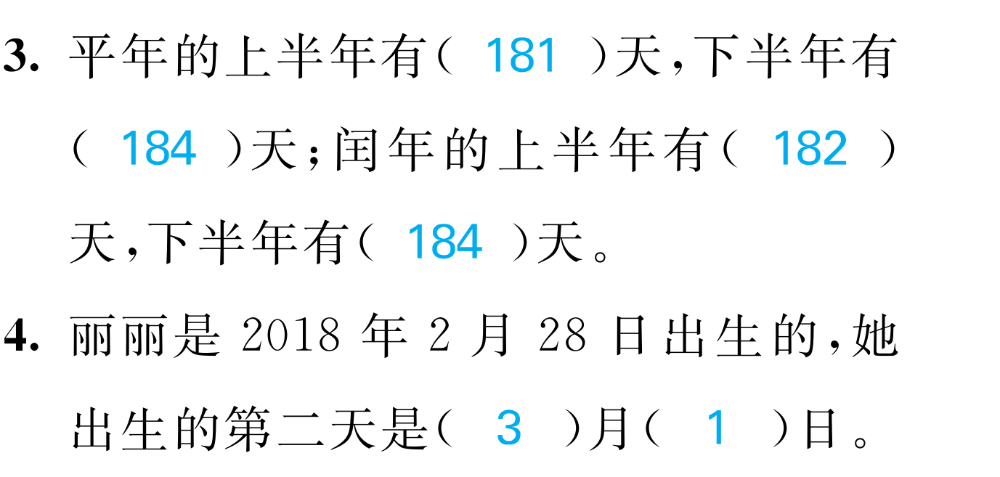 3. 平年的上半年有( 181 )天,下半年有
( 184 )天;闰年的上半年有( 182 )
天,下半年有( 184 )天。
4. 丽丽是 2018 年 2 月 28 日出生的,她
出生的第二天是( 3 )月( 1 )日。